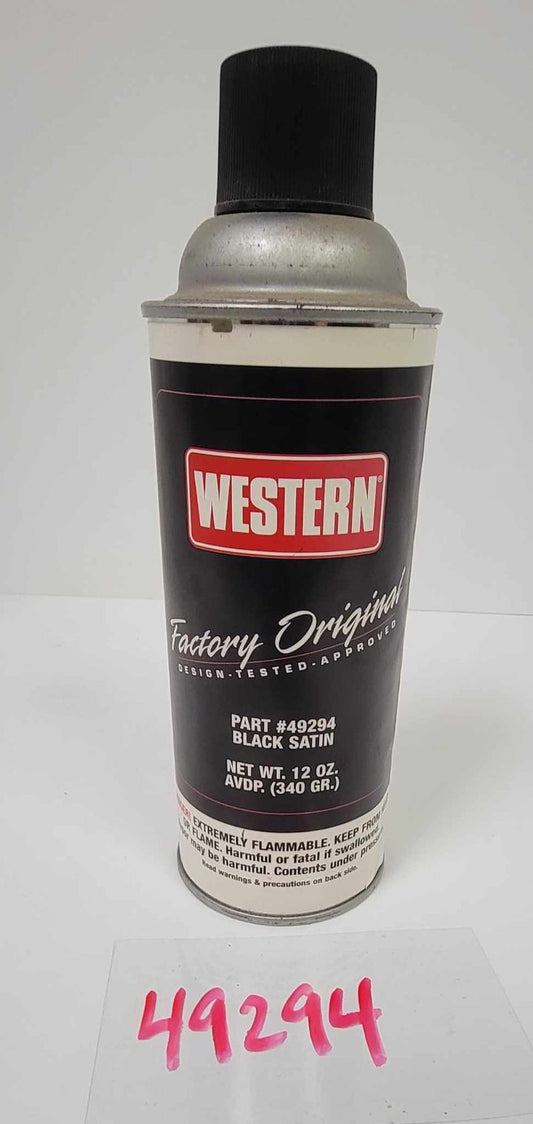 WESTERN®
Factory Original
DESIGN-TESTED-APPROVED
PART #49294
BLACK SATIN
NET WT. 12 OZ.
AVDP. (340 GR.)
EXTREMELY FLAMMABLE. KEEP FROM
OR FLAME. Harmful or fatal if swallowed.
may be harmful. Contents under
Read warnings & precautions on back side.
49294